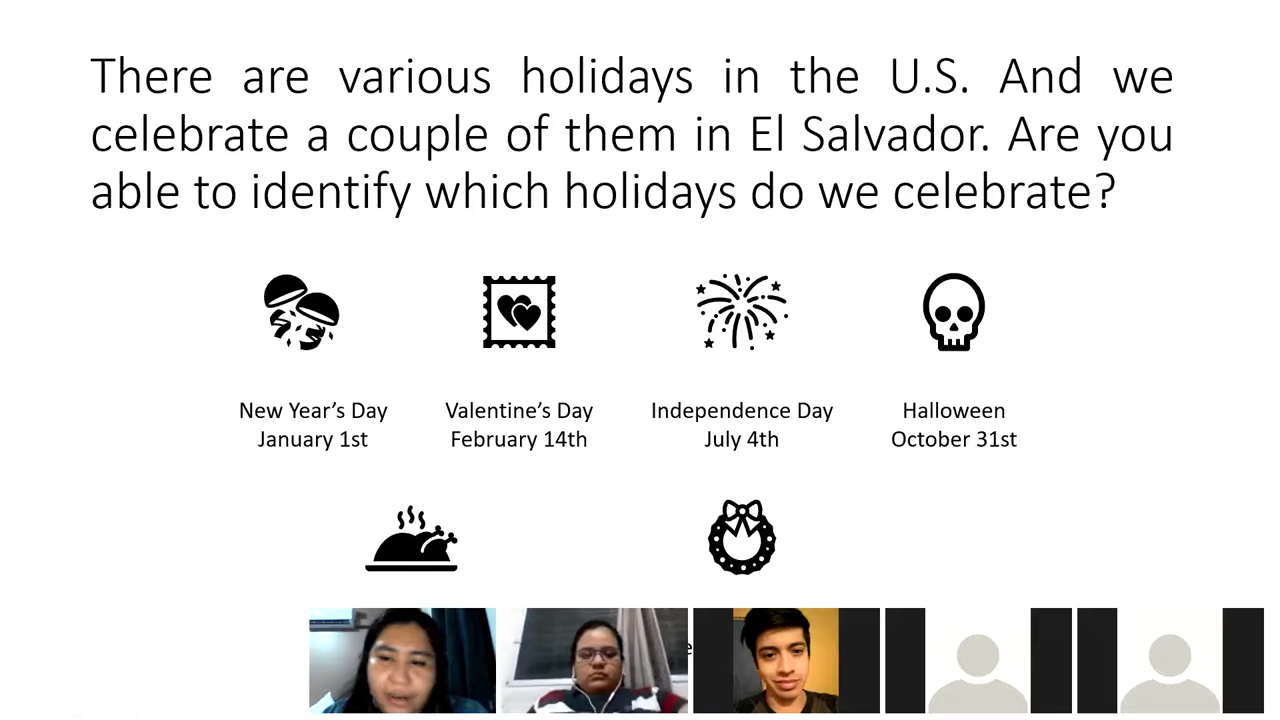 There are various holidays in the U.S. And we
celebrate a couple of them in El Salvador. Are you
able to identify which holidays do we celebrate?
New Year's Day
January 1st
Valentine's Day
February 14th
Independence Day
July 4th
Halloween
October 31st